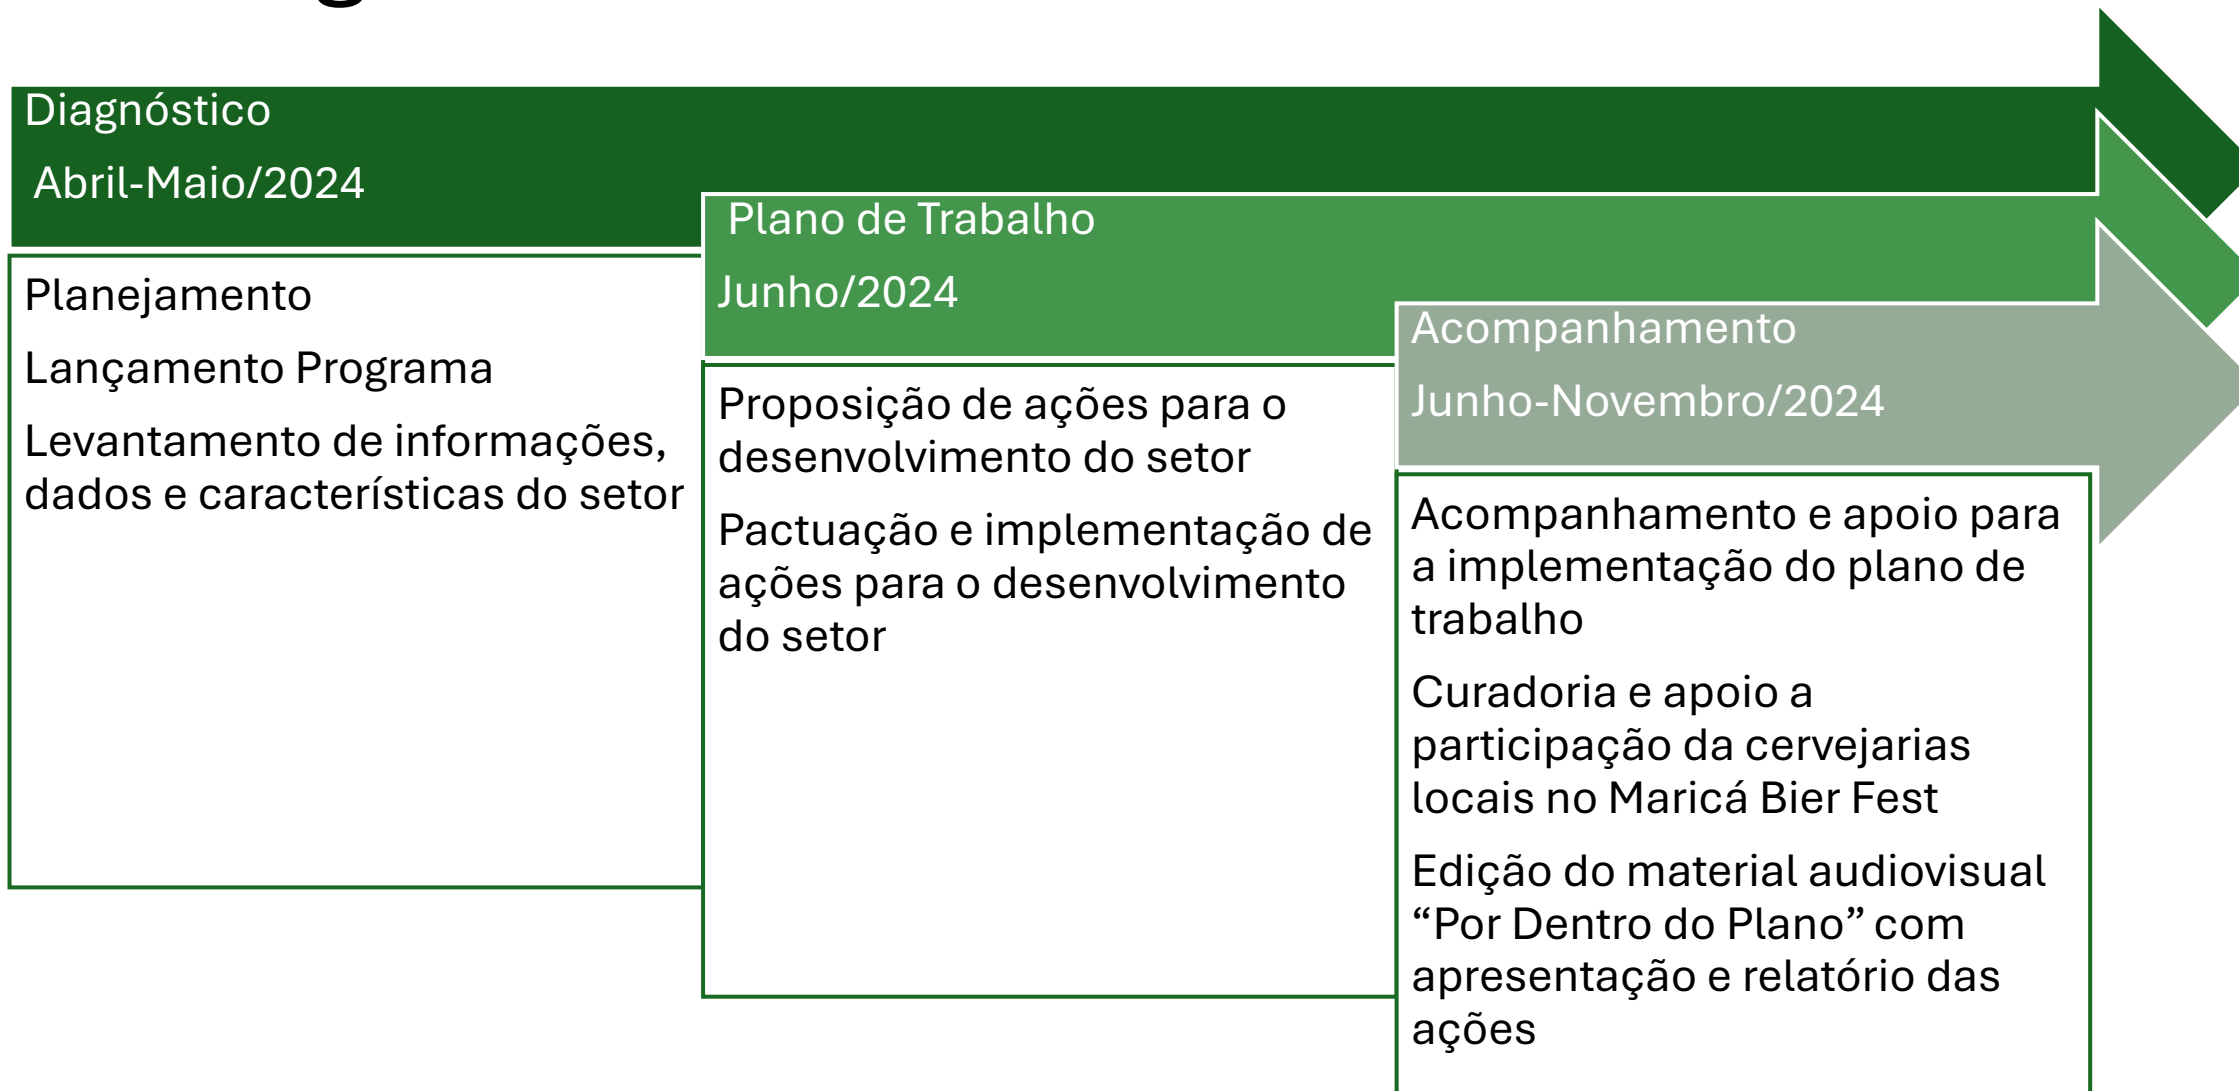 Diagnóstico
Abril-Maio/2024
Planejamento
Lançamento Programa
Levantamento de informações,
dados e características do setor
Plano de Trabalho
Junho/2024
Proposição de ações para o
desenvolvimento do setor
Pactuação e implementação de
ações para o desenvolvimento
do setor
Acompanhamento
Junho-Novembro/2024
Acompanhamento e apoio para
a implementação do plano de
trabalho
Curadoria e apoio a
participação da cervejarias
locais no Maricá Bier Fest
Edição do material audiovisual
“Por Dentro do Plano” com
apresentação e relatório das
ações